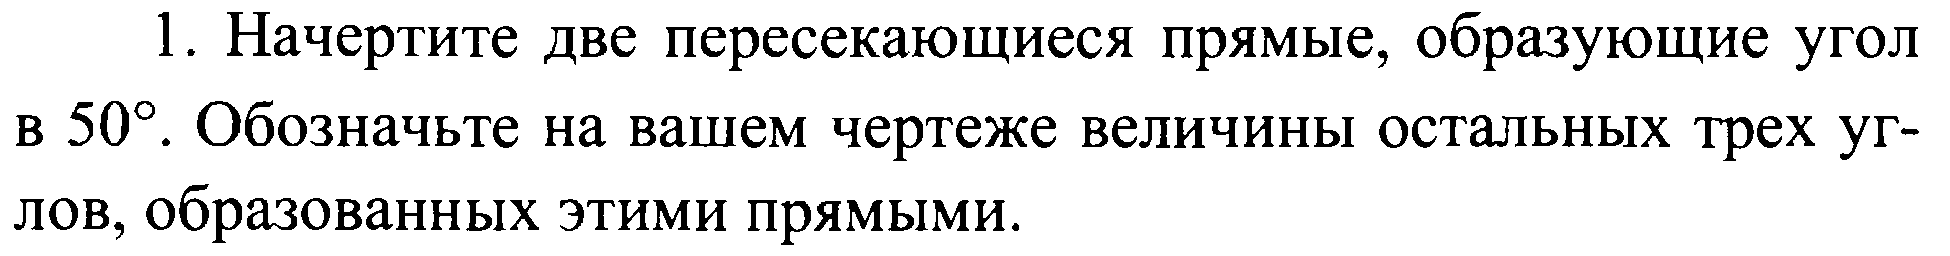 1. Начертите две пересекающиеся прямые, образующие угол
в 50°. Обозначьте на вашем чертеже величины остальных трех уг-
лов, образованных этими прямыми.